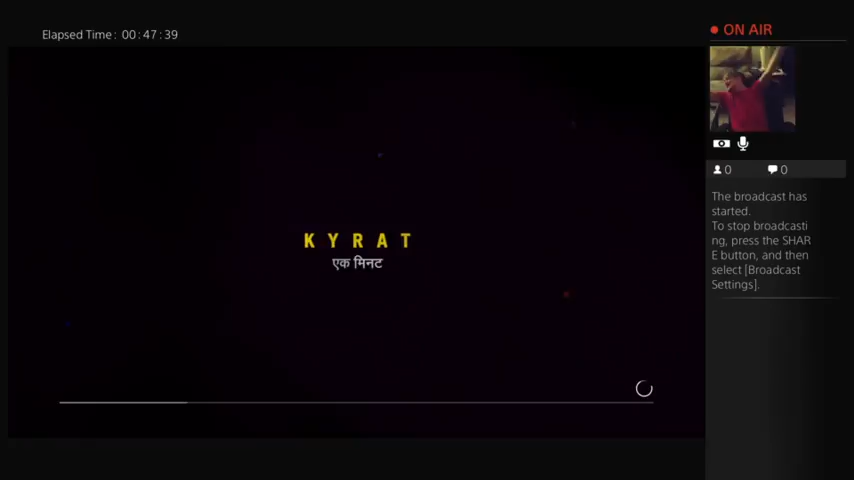 Elapsed Time: 00:47:39
ON AIR
KYRAT
एक मिनट
0 0
The broadcast has
started.
To stop broadcasti
ng, press the SHAR
E button, and then
select [Broadcast
Settings].